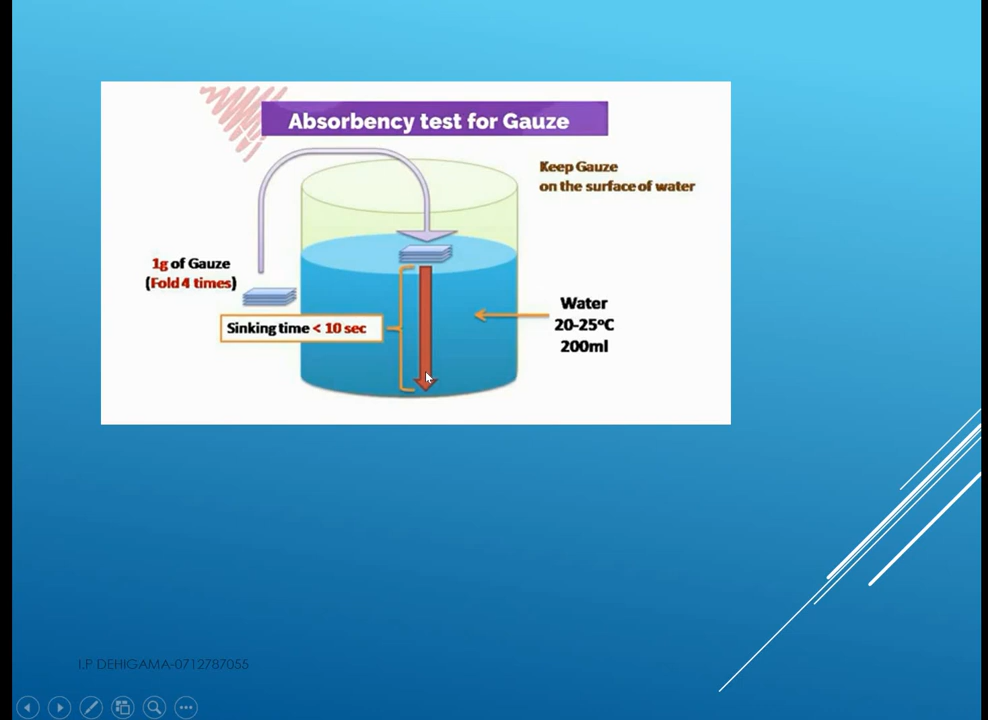 Absorbency test for Gauze
Keep Gauze
on the surface of water
1g of Gauze
(Fold 4 times)
Sinking time < 10 sec
Water
20-25°C
200ml
I.P DEHIGAMA-0712787055